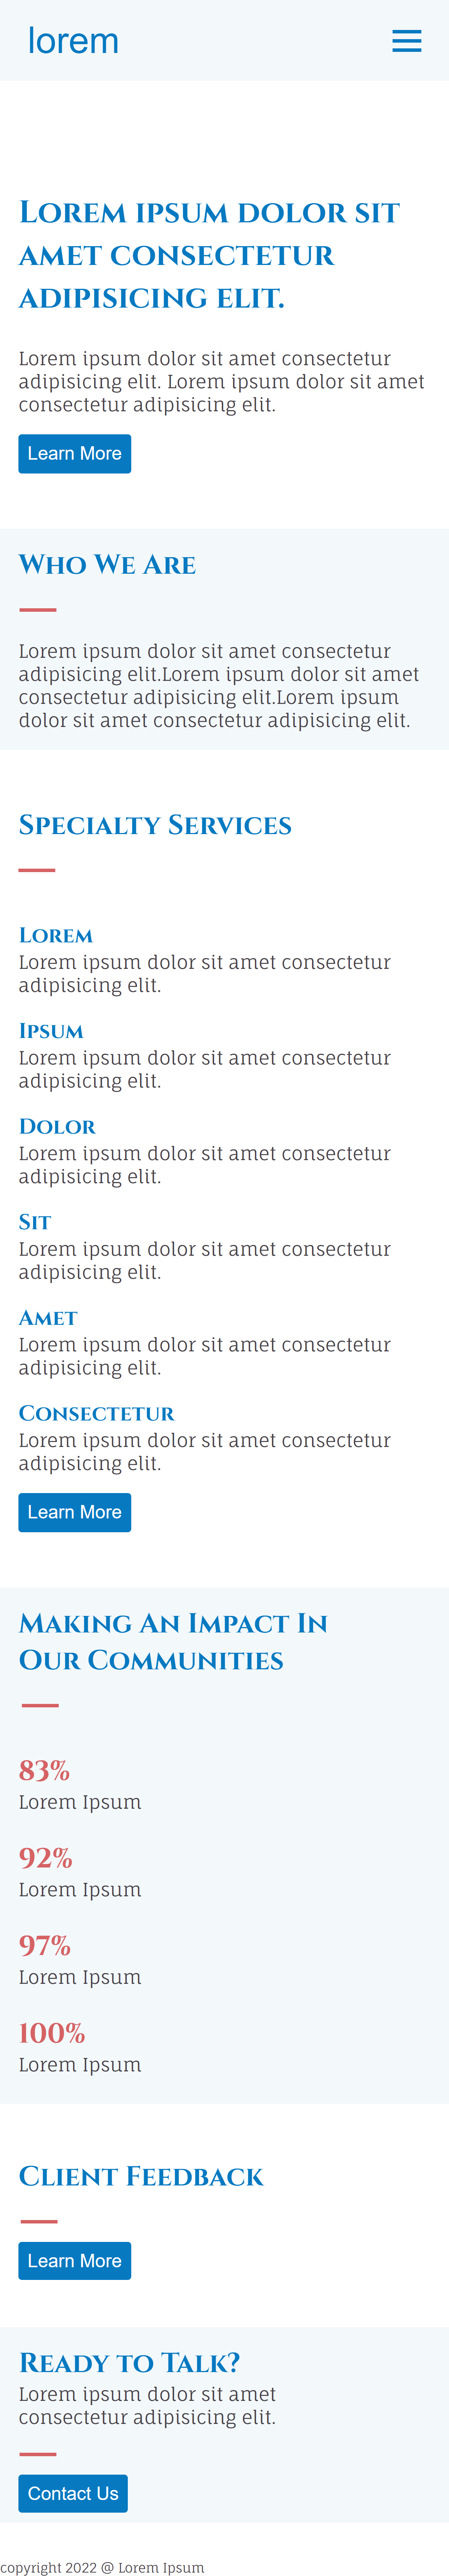 lorem
Lorem ipsum dolor sit
amet consectetur
adipisicing elit.
Lorem ipsum dolor sit amet consectetur
adipisicing elit. Lorem ipsum dolor sit amet
consectetur adipisicing elit.
Learn More
Who We Are
Lorem ipsum dolor sit amet consectetur
adipisicing elit.Lorem ipsum dolor sit amet
consectetur adipisicing elit.Lorem ipsum
dolor sit amet consectetur adipisicing elit.
Specialty Services
Lorem
Lorem ipsum dolor sit amet consectetur
adipisicing elit.
Ipsum
Lorem ipsum dolor sit amet consectetur
adipisicing elit.
Dolor
Lorem ipsum dolor sit amet consectetur
adipisicing elit.
Sit
Lorem ipsum dolor sit amet consectetur
adipisicing elit.
Amet
Lorem ipsum dolor sit amet consectetur
adipisicing elit.
Consectetur
Lorem ipsum dolor sit amet consectetur
adipisicing elit.
Learn More
Making An Impact In
Our Communities
83%
Lorem Ipsum
92%
Lorem Ipsum
97%
Lorem Ipsum
100%
Lorem Ipsum
Client Feedback
Learn More
Ready to Talk?
Lorem ipsum dolor sit amet
consectetur adipisicing elit.
Contact Us
copyright 2022 @ Lorem Ipsum